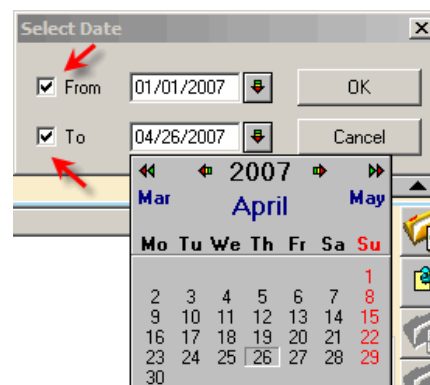 Select Date
From 01/01/2007 OK
To 04/26/2007 Cancel
2007
Mar April May
Mo Tu We Th Fr Sa Su
1
2 3 4 5 6 7 8
9 10 11 12 13 14 15
16 17 18 19 20 21 22
23 24 25 26 27 28 29
30